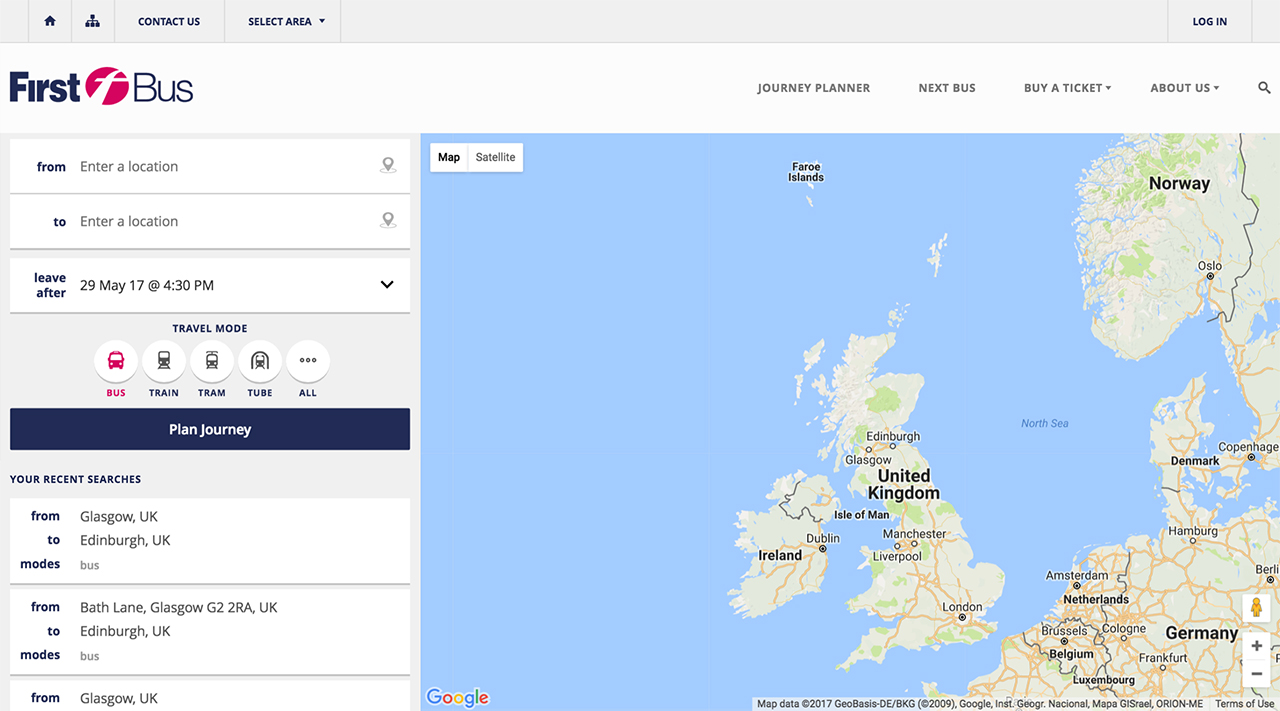 CONTACT US
SELECT AREA
LOG IN
First Bus
JOURNEY PLANNER
NEXT BUS
BUY A TICKET
ABOUT US
from Enter a location
to Enter a location
leave after 29 May 17 @ 4:30 PM
TRAVEL MODE
BUS
TRAIN
TRAM
TUBE
ALL
Plan Journey
YOUR RECENT SEARCHES
from Glasgow, UK
to Edinburgh, UK
modes bus
from Bath Lane, Glasgow G2 2RA, UK
to Edinburgh, UK
modes bus
from Glasgow, UK
Map
Satellite
Faroe
Islands
Norway
Oslo
North Sea
Edinburgh
Glasgow
United
Kingdom
Denmark
Copenhage
Isle of Man
Dublin
Ireland
Manchester
Liverpool
Hamburg
Amsterdam
Netherlands
Berli
London
Brussels
Cologne
Belgium
Germany
Frankfurt
Luxembourg
Google
Map data ©2017 GeoBasis-DE/BKG (©2009), Google, Inst. Geogr. Nacional, Mapa GISrael, ORION-ME
Terms of Use